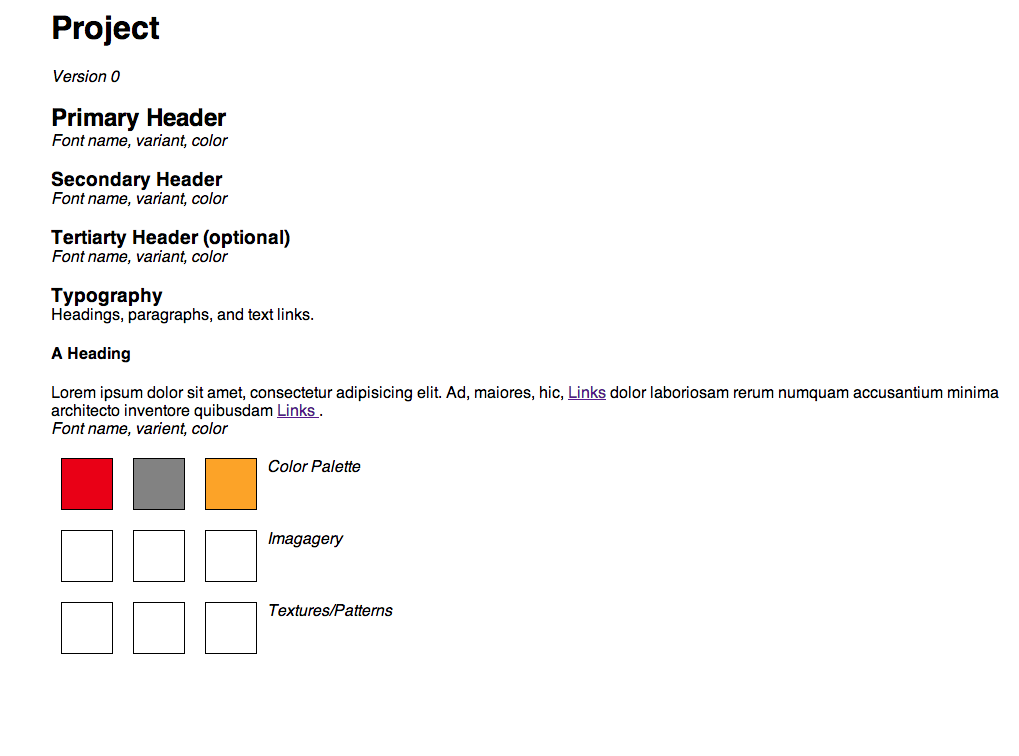 Project
Version 0
Primary Header
Font name, variant, color
Secondary Header
Font name, variant, color
Tertiarty Header (optional)
Font name, variant, color
Typography
Headings, paragraphs, and text links.
A Heading
Lorem ipsum dolor sit amet, consectetur adipisicing elit. Ad, maiores, hic, Links dolor laboriosam rerum numquam accusantium minima
architecto inventore quibusdam Links .
Font name, varient, color
Color Palette
Imagagery
Textures/Patterns